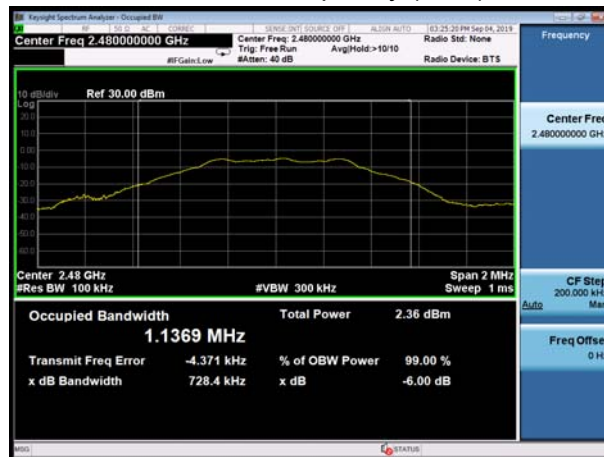 Keysight Spectrum Analyzer - Occupied BW
RF 50 Ω AC CORREC SENSE:INT SOURCE OFF ALIGN AUTO 03:25:20 PM Sep 04, 2019
Center Freq 2.480000000 GHz
Center Freq: 2.480000000 GHz
Radio Std: None
Trig: Free Run
Avg|Hold:>10/10
#IFGain:Low
#Atten: 40 dB
Radio Device: BTS
Frequency
10 dB/div Ref 30.00 dBm
Log
20.0
10.0
0.00
-10.0
-20.0
-30.0
-40.0
-50.0
-60.0
Center 2.48 GHz Span 2 MHz
#Res BW 100 kHz #VBW 300 kHz Sweep 1 ms
Occupied Bandwidth Total Power 2.36 dBm
1.1369 MHz
Transmit Freq Error -4.371 kHz % of OBW Power 99.00 %
x dB Bandwidth 728.4 kHz x dB -6.00 dB
Center Freq
2.480000000 GH
CF Step
200.000 kH
Auto Ma
Freq Offse
0 H
MSG STATUS